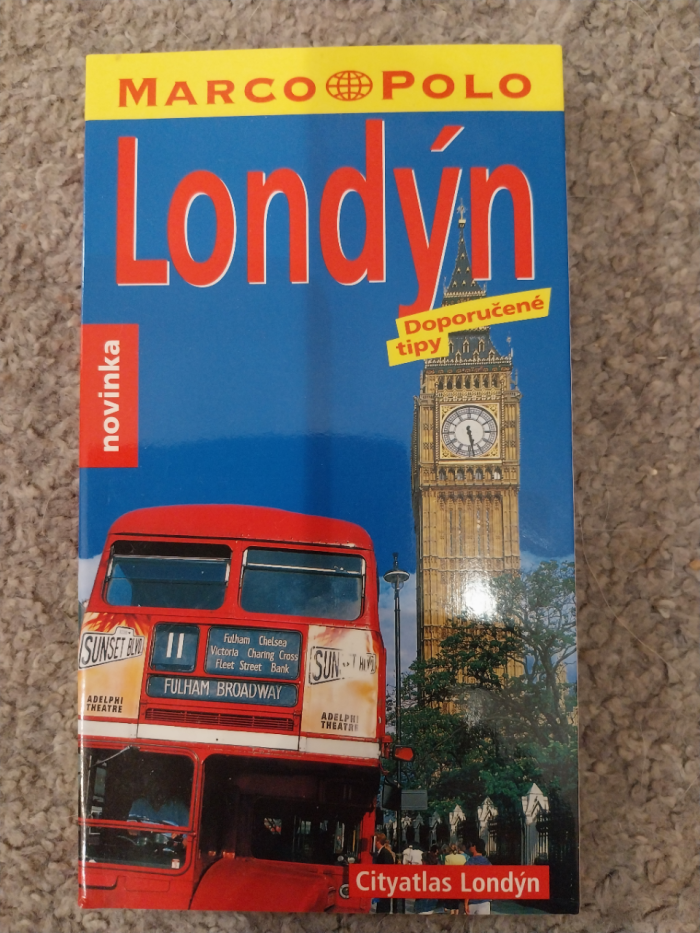 MARCO POLO
Londýn
Doporučené
tipy
novinka
SUNSET BLVD
ADELPHI
THEATRE
11
Fulham Chelsea
Victoria Charing Cross
Fleet Street Bank
FULHAM BROADWAY
ADELPHI
THEATRE
Cityatlas Londýn